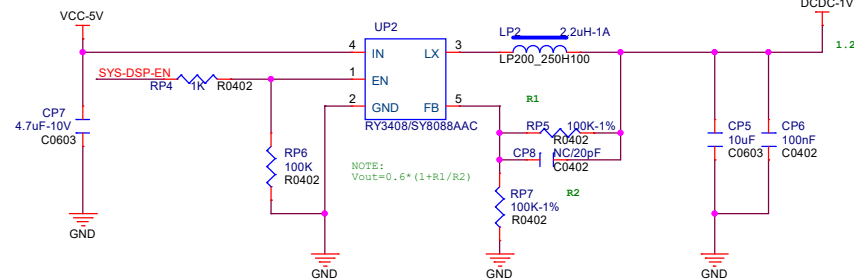 VCC-5V
DCDC-1V
UP2
LP2 2.2uH-1A
LP200_250H100
1.2
4 IN LX 3
SYS-DSP-EN
RP4 1K R0402
1 EN
2 GND FB 5
RY3408/SY8088AAC
CP7
4.7uF-10V
C0603
R1
RP5 100K-1%
R0402
CP8 NC/20pF
C0402
CP5
10uF
C0603
CP6
100nF
C0402
RP6
100K
R0402
NOTE:
Vout=0.6*(1+R1/R2)
RP7
100K-1%
R0402
R2
GND
GND
GND
GND